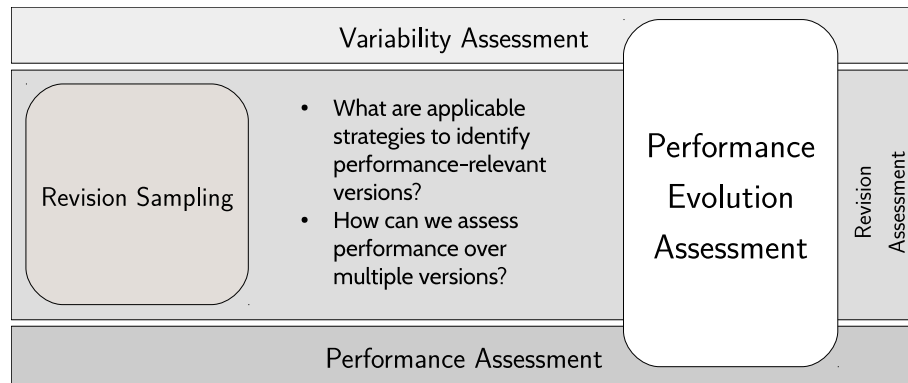 Variability Assessment
Revision Sampling
• What are applicable
strategies to identify
performance-relevant
versions?
• How can we assess
performance over
multiple versions?
Performance
Evolution
Assessment
Revision
Assessment
Performance Assessment